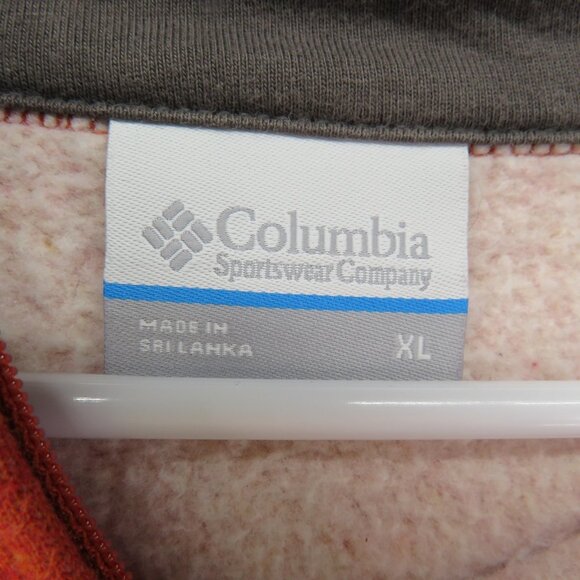 Columbia
Sportswear Company
MADE IN
SRI LANKA
XL